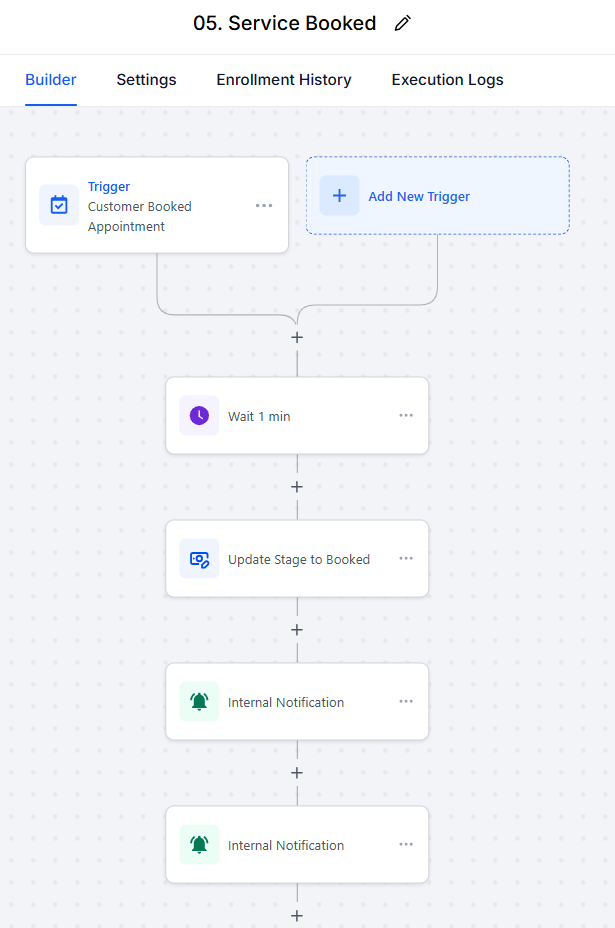 05. Service Booked
Builder
Settings
Enrollment History
Execution Logs
Trigger
Customer Booked
Appointment
Add New Trigger
Wait 1 min
Update Stage to Booked
Internal Notification
Internal Notification